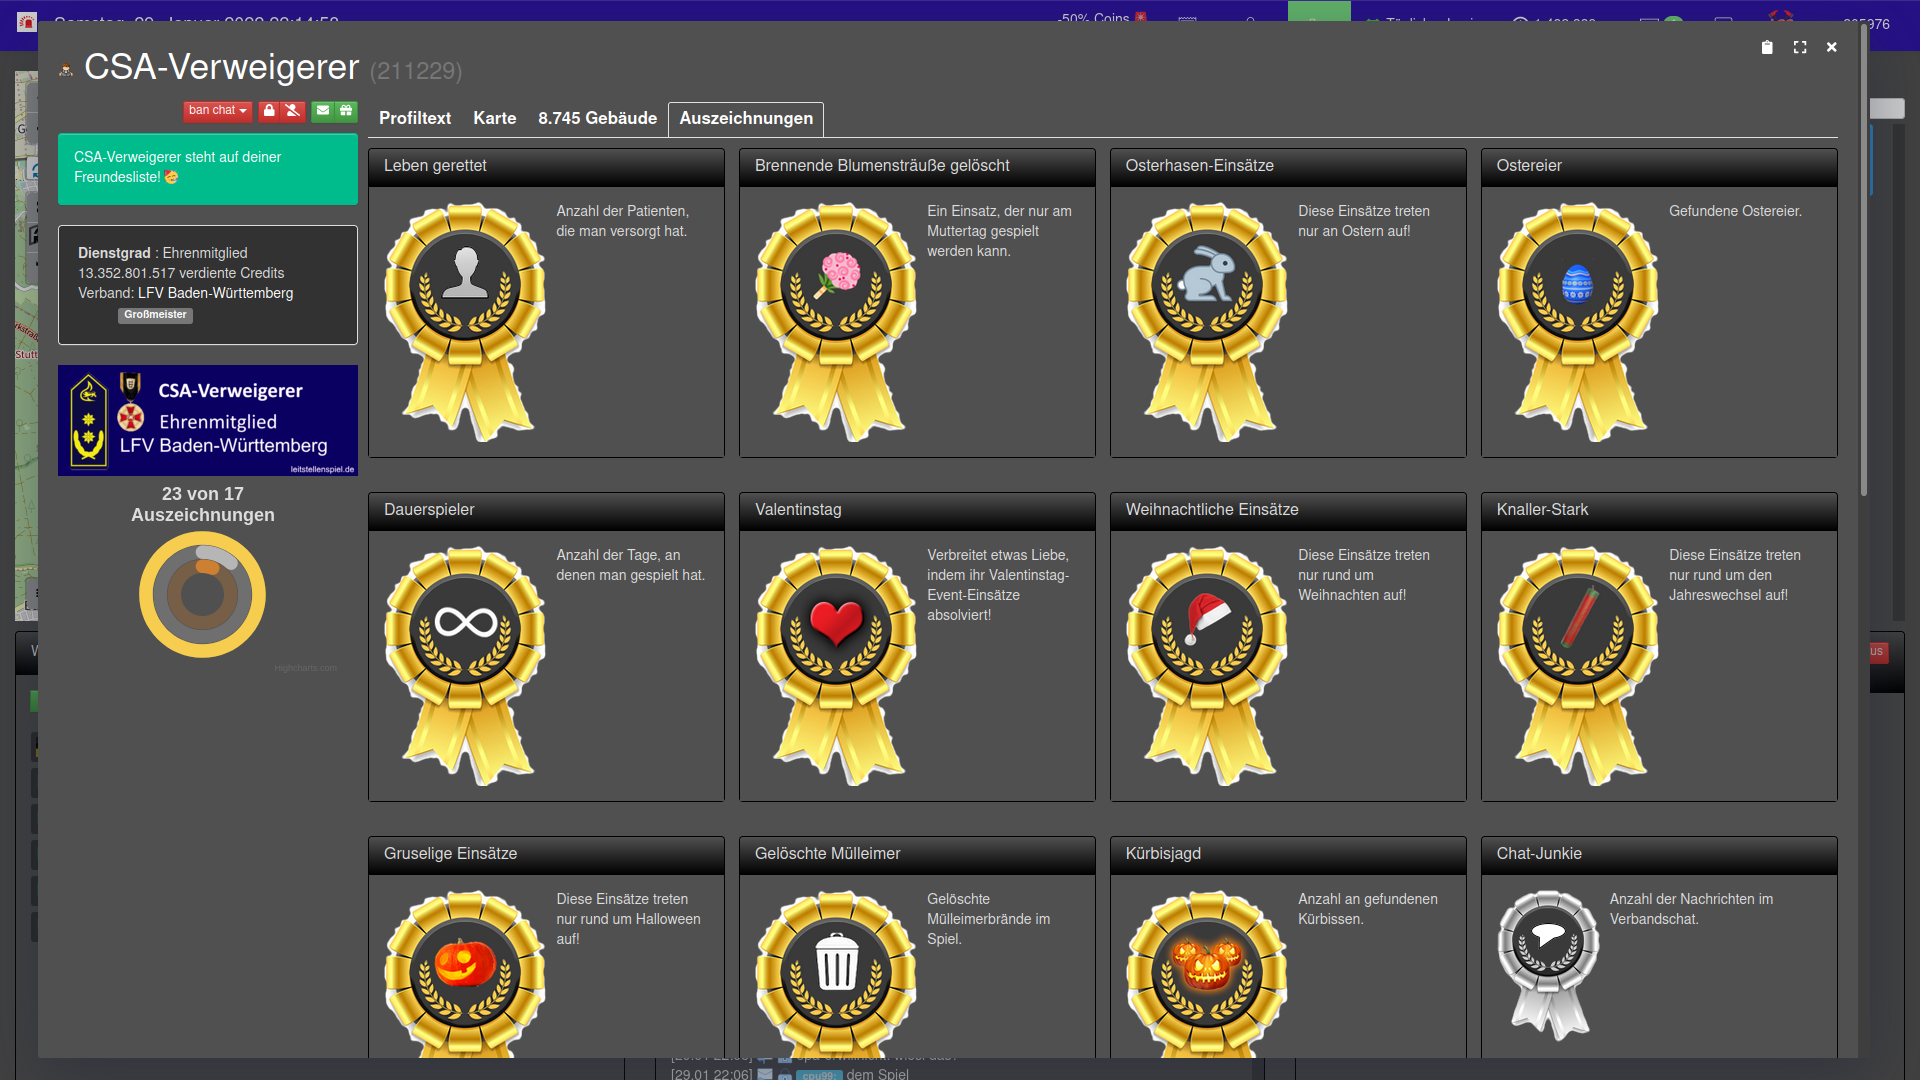 -50% Coins
CSA-Verweigerer (211229)
ban chat
Profiltext
Karte
8.745 Gebäude
Auszeichnungen
CSA-Verweigerer steht auf deiner
Freundesliste!
Dienstgrad : Ehrenmitglied
13.352.801.517 verdiente Credits
Verband: LFV Baden-Württemberg
Großmeister
CSA-Verweigerer
Ehrenmitglied
LFV Baden-Württemberg
leitstellenspiel.de
23 von 17
Auszeichnungen
Highcharts.com
Leben gerettet
Anzahl der Patienten,
die man versorgt hat.
Brennende Blumensträuße gelöscht
Ein Einsatz, der nur am
Muttertag gespielt
werden kann.
Osterhasen-Einsätze
Diese Einsätze treten
nur an Ostern auf!
Ostereier
Gefundene Ostereier.
Dauerspieler
Anzahl der Tage, an
denen man gespielt hat.
Valentinstag
Verbreitet etwas Liebe,
indem ihr Valentinstag-
Event-Einsätze
absolviert!
Weihnachtliche Einsätze
Diese Einsätze treten
nur rund um
Weihnachten auf!
Knaller-Stark
Diese Einsätze treten
nur rund um den
Jahreswechsel auf!
Gruselige Einsätze
Diese Einsätze treten
nur rund um Halloween
auf!
Gelöschte Mülleimer
Gelöschte
Mülleimerbrände im
Spiel.
Kürbisjagd
Anzahl an gefundenen
Kürbissen.
Chat-Junkie
Anzahl der Nachrichten im
Verbandschat.
[29.01 22:06] cpu99: dem Spiel